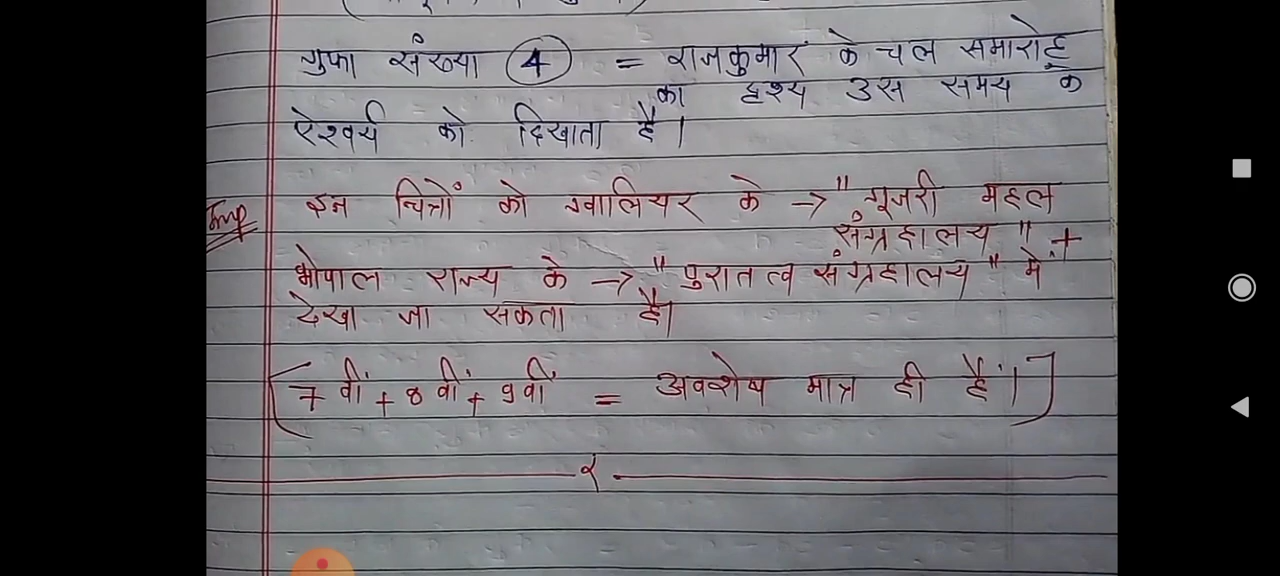 गुफा संख्या 4 = राजकुमार के चल समारोह
का दृश्य उस समय के
ऐश्वर्य को दिखाता है।
Imp इन चित्रों को ग्वालियर के → "गूजरी महल
संग्रहालय" +
भोपाल राज्य के → "पुरातत्व संग्रहालय" में
देखा जा सकता है।
[7 वीं + 8 वीं + 9 वीं = अवशेष मात्र ही हैं।]